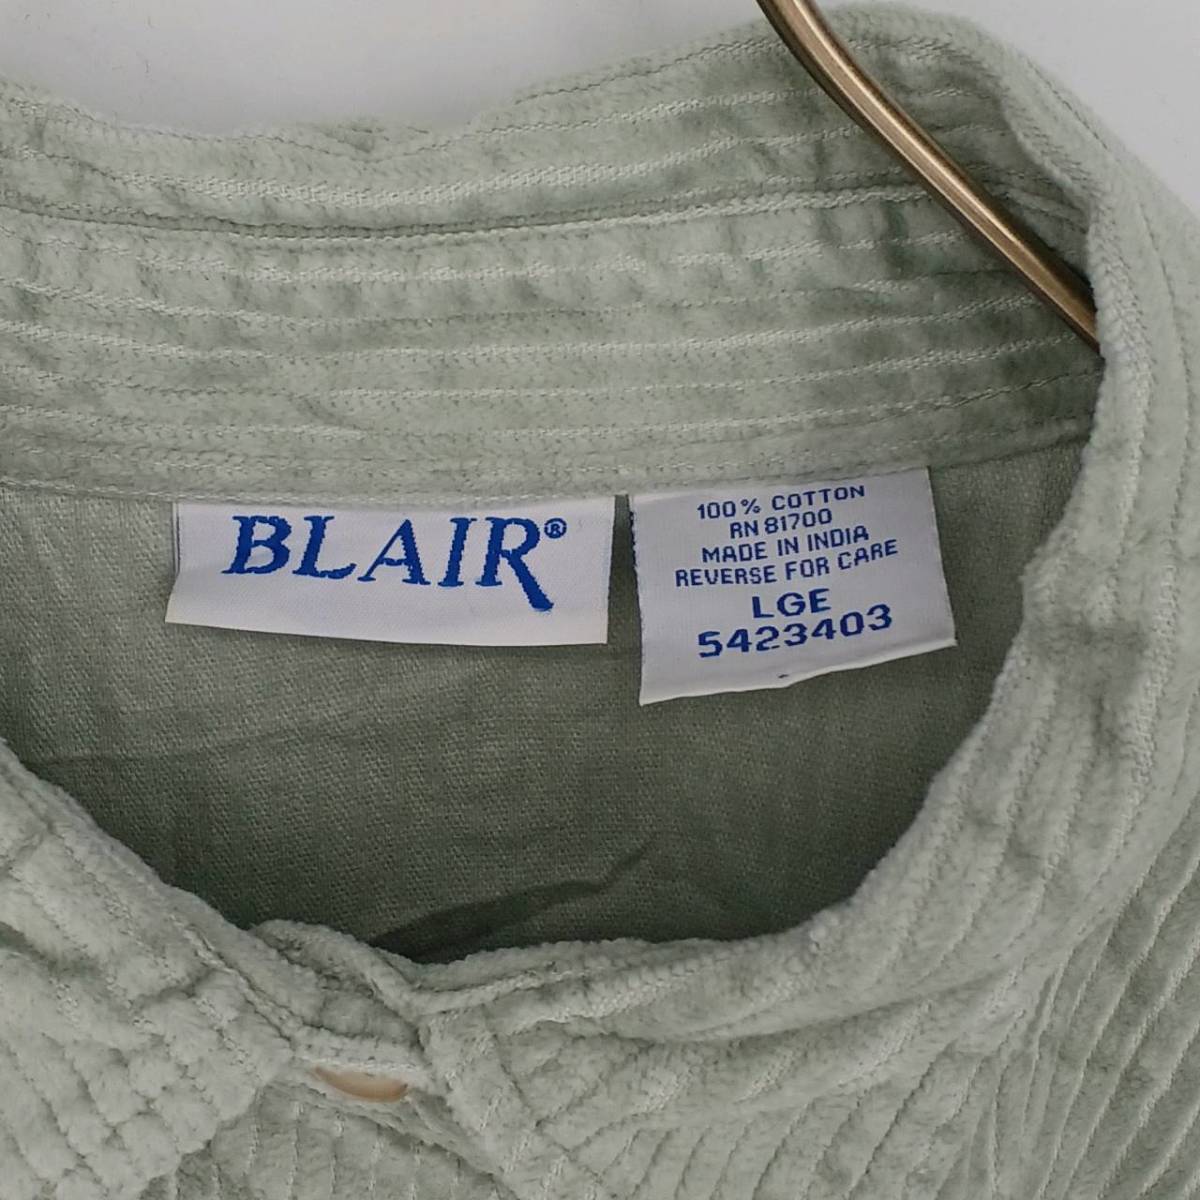 BLAIR®
100% COTTON
RN 81700
MADE IN INDIA
REVERSE FOR CARE
LGE
5423403